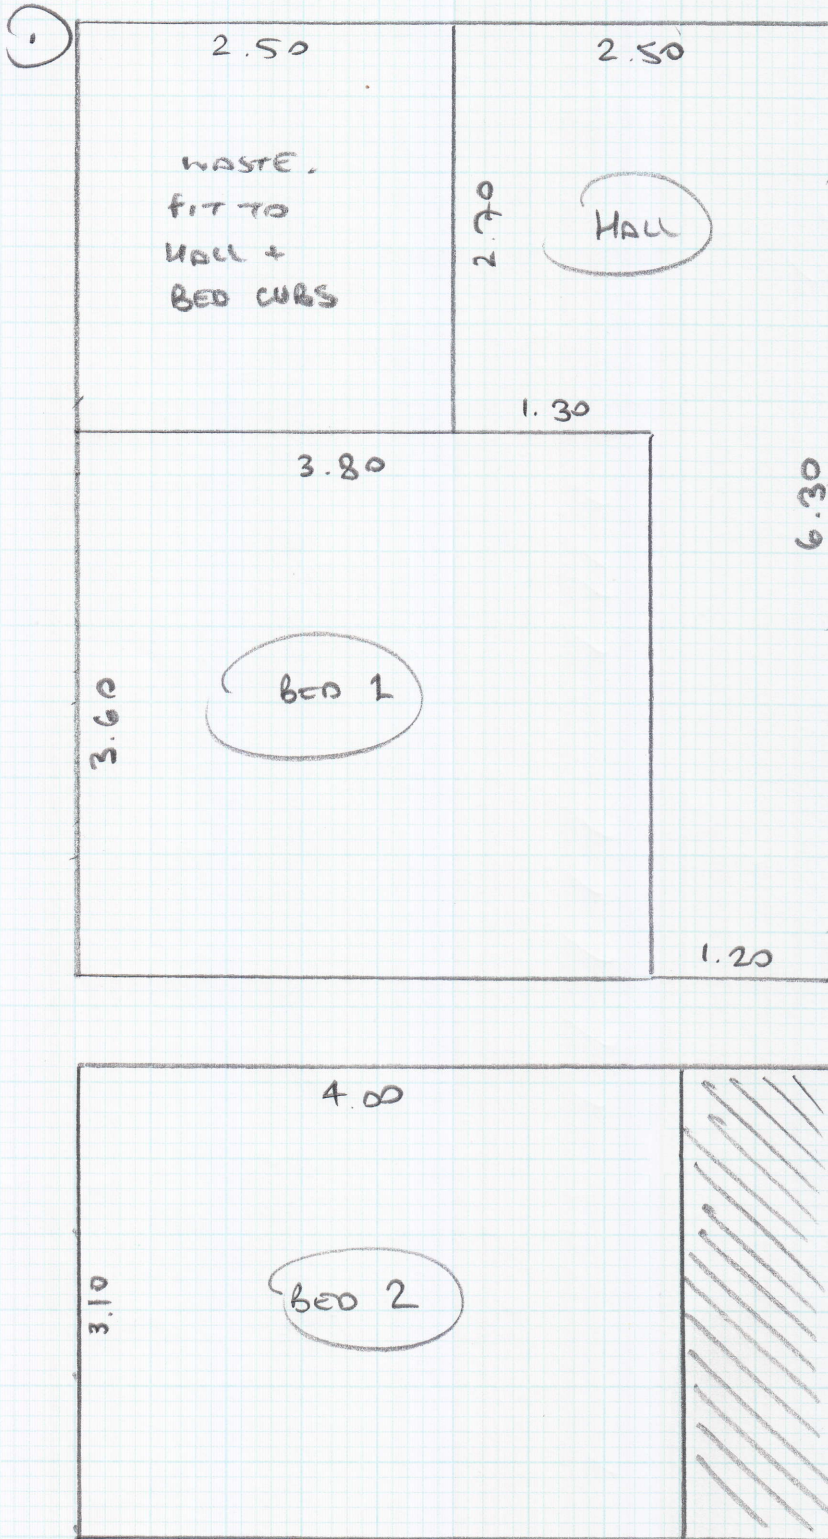 2.50
2.50
WASTE.
FIT TO
HALL +
BED CUBS
2.70
HALL
1.30
3.80
6.30
BED 1
3.60
1.20
4.00
BED 2
3.10